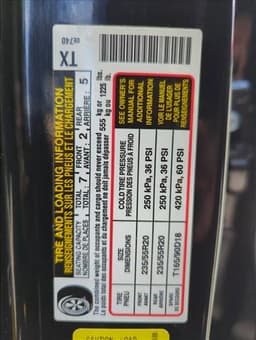 TIRE AND LOADING INFORMATION
RENSEIGNEMENTS SUR LES PNEUS ET LE CHARGEMENT
SEATING CAPACITY TOTAL 7, FRONT 2, REAR 5
NOMBRE DE PLACES TOTAL 7, AVANT: 2, ARRIÈRE: 5
The combined weight of occupants and cargo should never exceed 555 kg or 1225 lbs.
Le poids total des occupants et du chargement ne doit jamais dépasser 555 kg ou 1225 lb.
TIRE SIZE COLD TIRE PRESSURE
PNEU DIMENSIONS PRESSION DES PNEUS À FROID
FRONT 235/55R20 250 kPa, 36 PSI
AVANT
REAR 235/55R20 250 kPa, 36 PSI
SPARE T165/90D18 420 kPa, 60 PSI
DE SECOURS
SEE OWNER'S
MANUAL FOR
ADDITIONAL
INFORMATION
VOIR LE MANUEL
DE L'USAGER
POUR PLUS DE
RENSEIGNEMENTS
TX